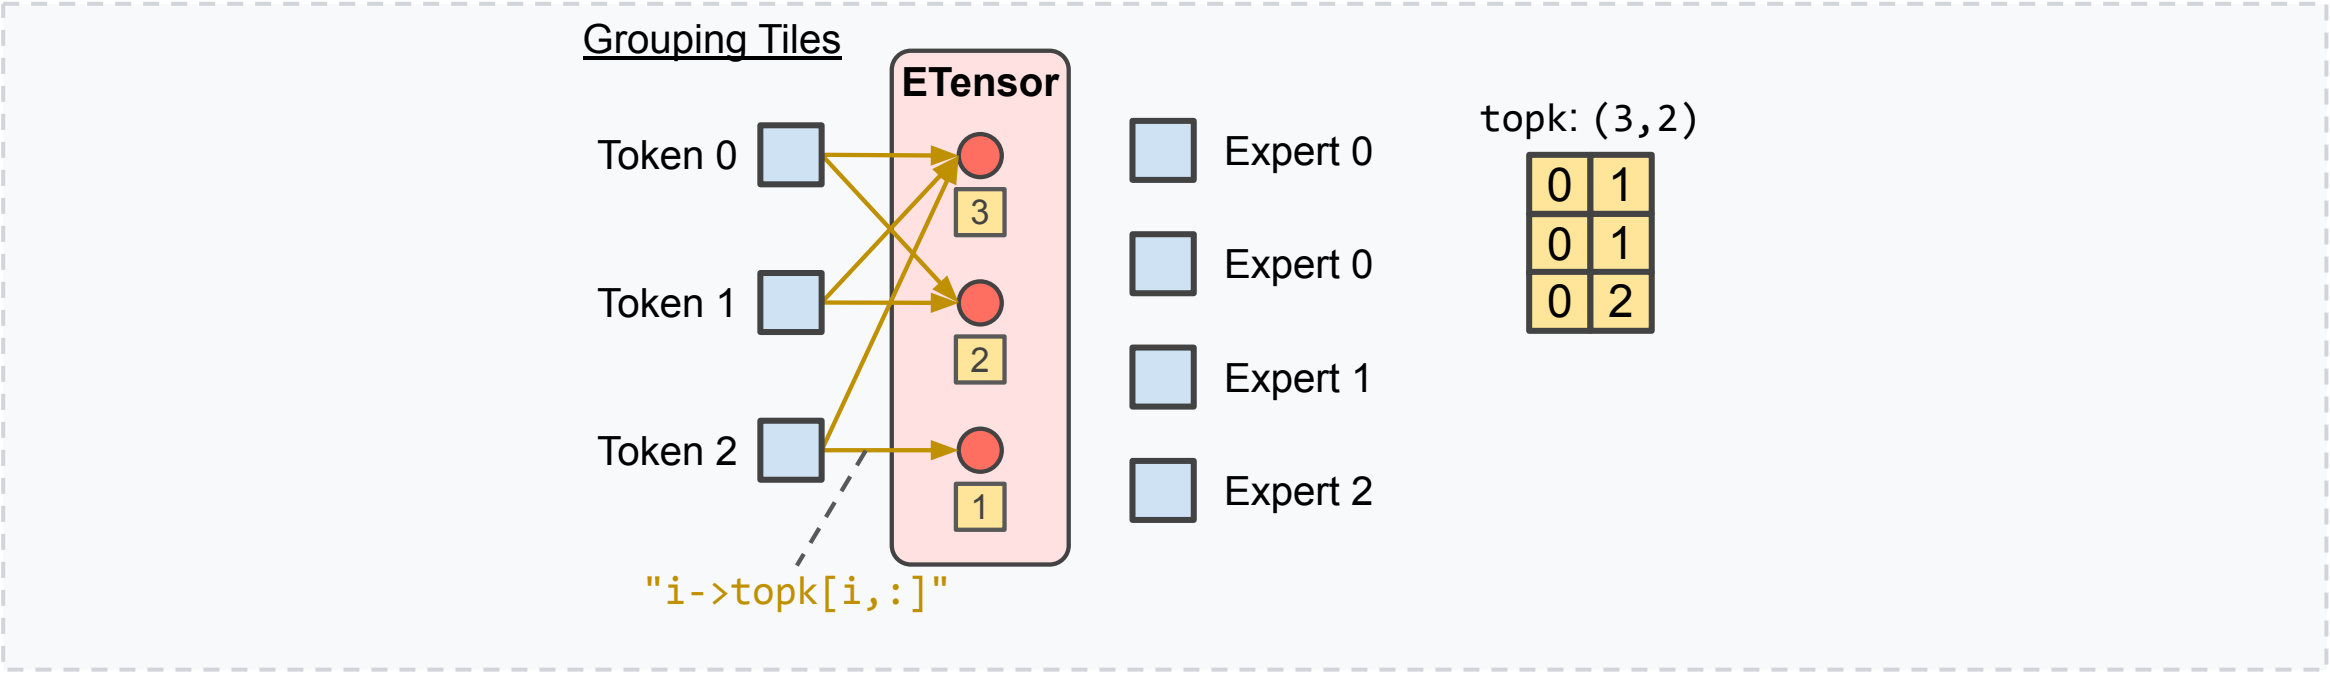 Grouping Tiles
ETensor
Token 0
3
Token 1
2
Token 2
1
"i->topk[i,:]"
Expert 0
Expert 0
Expert 1
Expert 2
topk: (3,2)
0 1
0 1
0 2